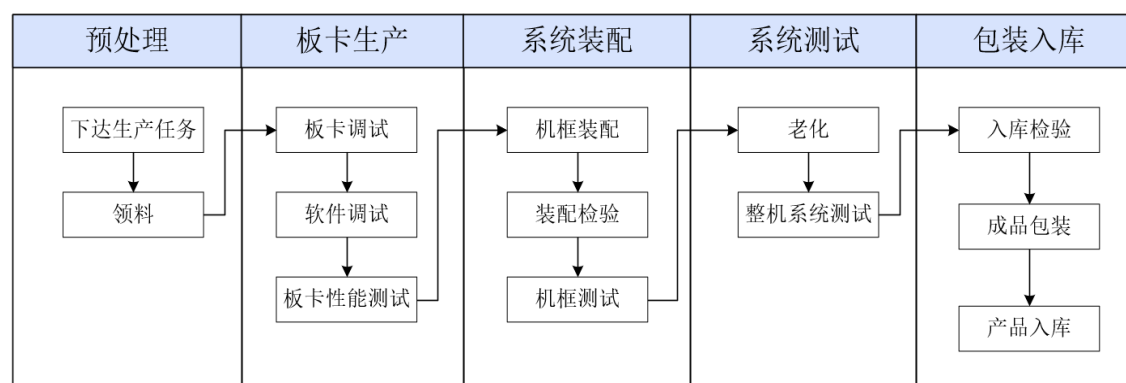 预处理
板卡生产
系统装配
系统测试
包装入库
下达生产任务
领料
板卡调试
软件调试
板卡性能测试
机框装配
装配检验
机框测试
老化
整机系统测试
入库检验
成品包装
产品入库